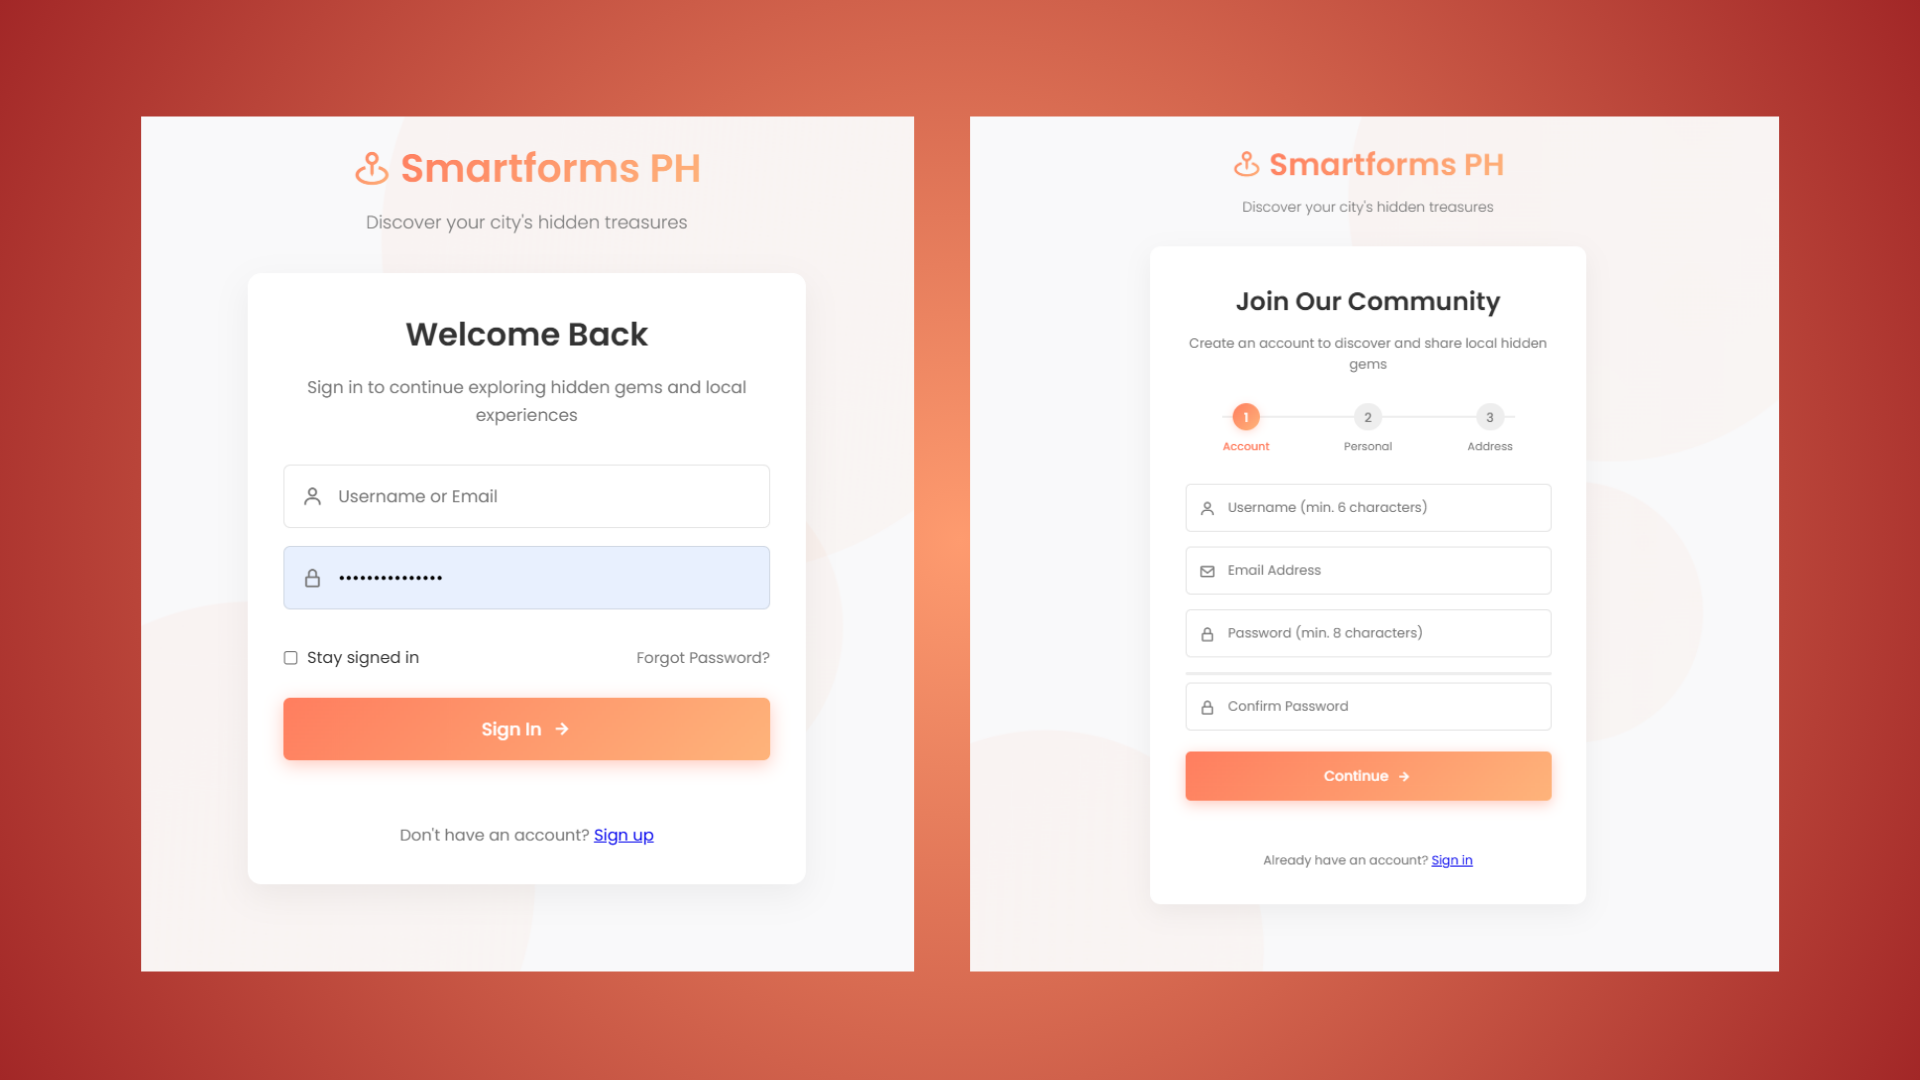 Smartforms PH
Discover your city's hidden treasures
Welcome Back
Sign in to continue exploring hidden gems and local
experiences
Username or Email
•••••••••••••••
Stay signed in
Forgot Password?
Sign In →
Don't have an account? Sign up
Smartforms PH
Discover your city's hidden treasures
Join Our Community
Create an account to discover and share local hidden
gems
1 2 3
Account Personal Address
Username (min. 6 characters)
Email Address
Password (min. 8 characters)
Confirm Password
Continue →
Already have an account? Sign in